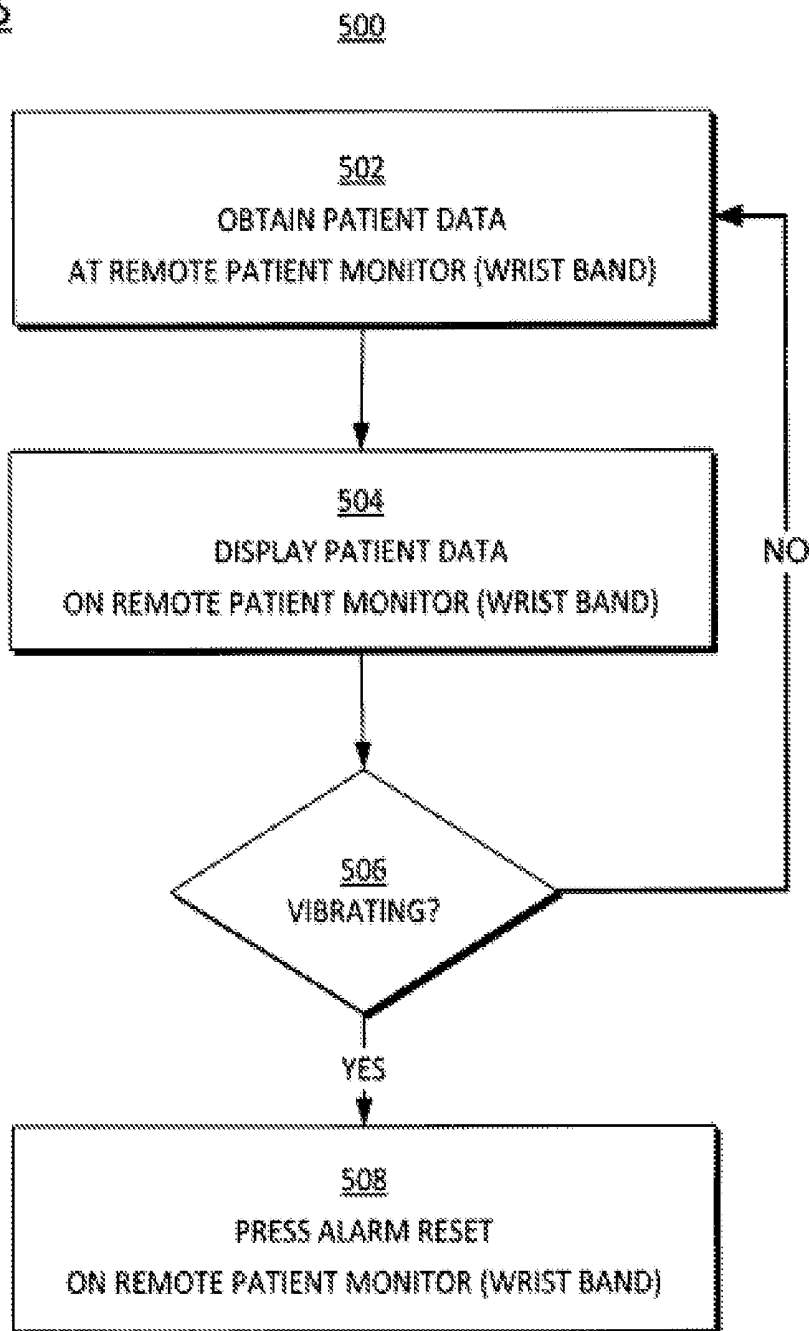 500
502
OBTAIN PATIENT DATA
AT REMOTE PATIENT MONITOR (WRIST BAND)
504
DISPLAY PATIENT DATA
ON REMOTE PATIENT MONITOR (WRIST BAND)
NO
506
VIBRATING?
YES
508
PRESS ALARM RESET
ON REMOTE PATIENT MONITOR (WRIST BAND)